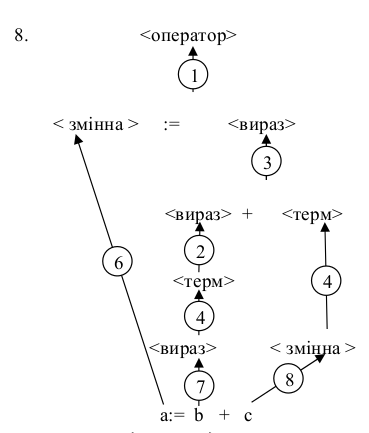 8. <оператор>
1
< змінна > := <вираз>
3
<вираз> + <терм>
6 2 4
<терм>
4
<вираз> < змінна >
7 8
a:= b + c